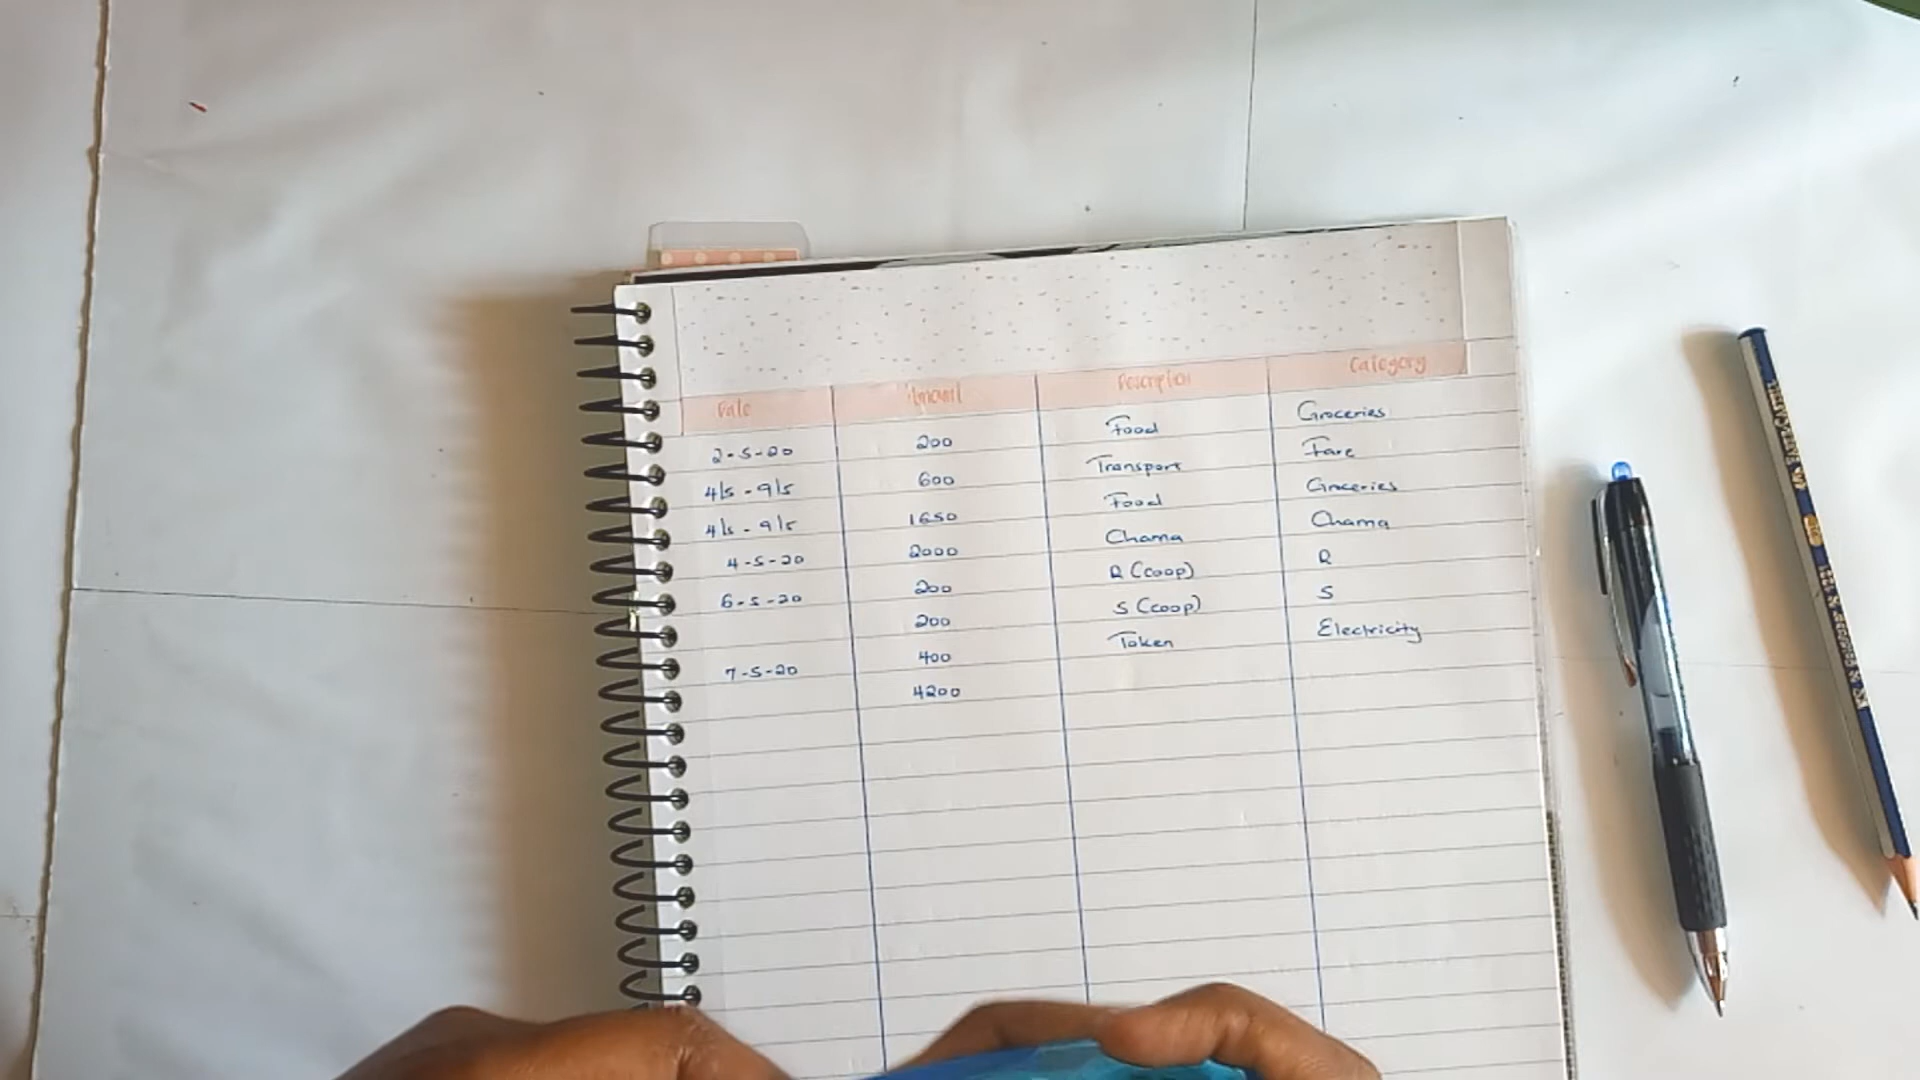 Date Amount Description Category
2-5-20 200 Food Groceries
4/5-9/5 600 Transport Fare
4/5-9/5 1650 Food Groceries
4-5-20 2000 Chama Chama
6-5-20 200 R (coop) R
200 S (coop) S
7-5-20 400 Token Electricity
4200